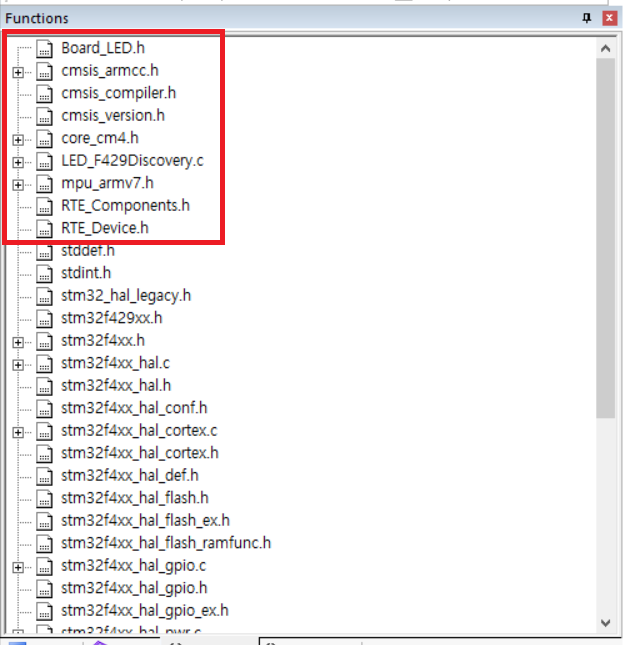 Functions
Board_LED.h
cmsis_armcc.h
cmsis_compiler.h
cmsis_version.h
core_cm4.h
LED_F429Discovery.c
mpu_armv7.h
RTE_Components.h
RTE_Device.h
stddef.h
stdint.h
stm32_hal_legacy.h
stm32f429xx.h
stm32f4xx.h
stm32f4xx_hal.c
stm32f4xx_hal.h
stm32f4xx_hal_conf.h
stm32f4xx_hal_cortex.c
stm32f4xx_hal_cortex.h
stm32f4xx_hal_def.h
stm32f4xx_hal_flash.h
stm32f4xx_hal_flash_ex.h
stm32f4xx_hal_flash_ramfunc.h
stm32f4xx_hal_gpio.c
stm32f4xx_hal_gpio.h
stm32f4xx_hal_gpio_ex.h
stm32f4xx_hal_pwr.c